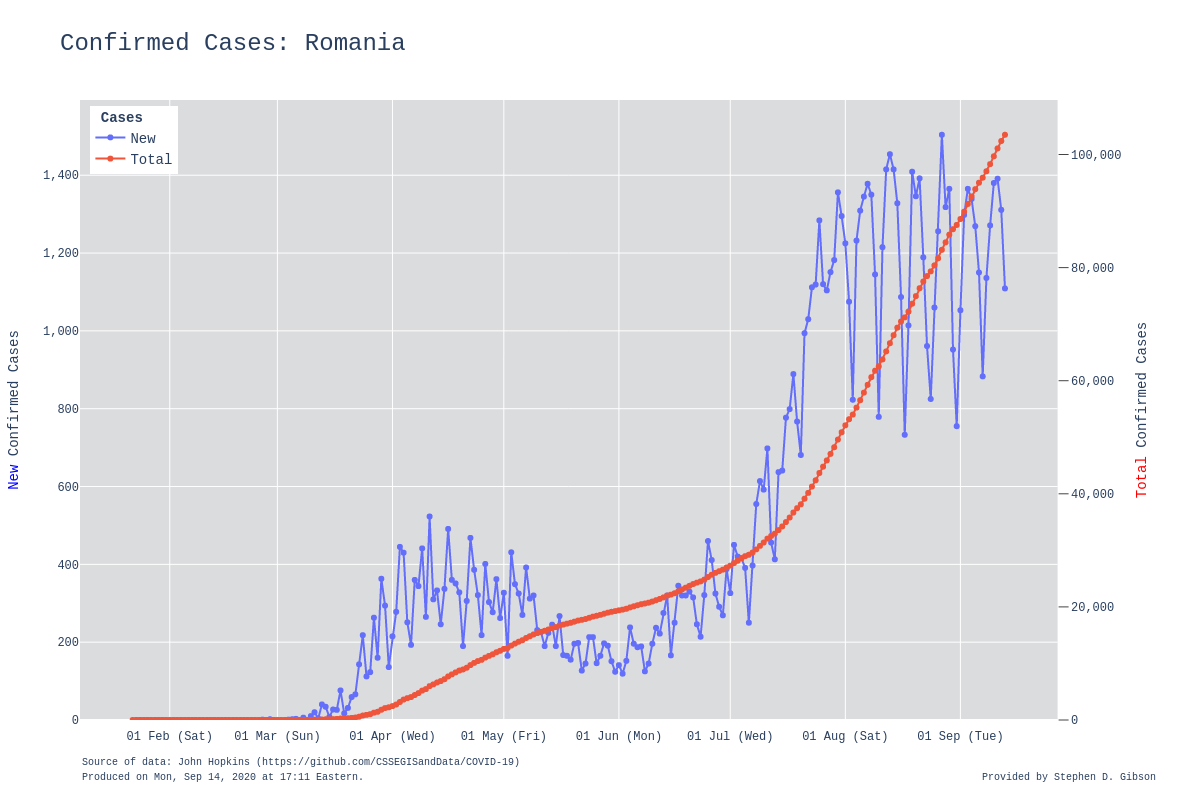 Confirmed Cases: Romania
Cases
New
Total
1,400
1,200
1,000
800
600
400
200
0
100,000
80,000
60,000
40,000
20,000
0
New Confirmed Cases
Total Confirmed Cases
01 Feb (Sat)
01 Mar (Sun)
01 Apr (Wed)
01 May (Fri)
01 Jun (Mon)
01 Jul (Wed)
01 Aug (Sat)
01 Sep (Tue)
Source of data: John Hopkins (https://github.com/CSSEGISandData/COVID-19)
Produced on Mon, Sep 14, 2020 at 17:11 Eastern.
Provided by Stephen D. Gibson